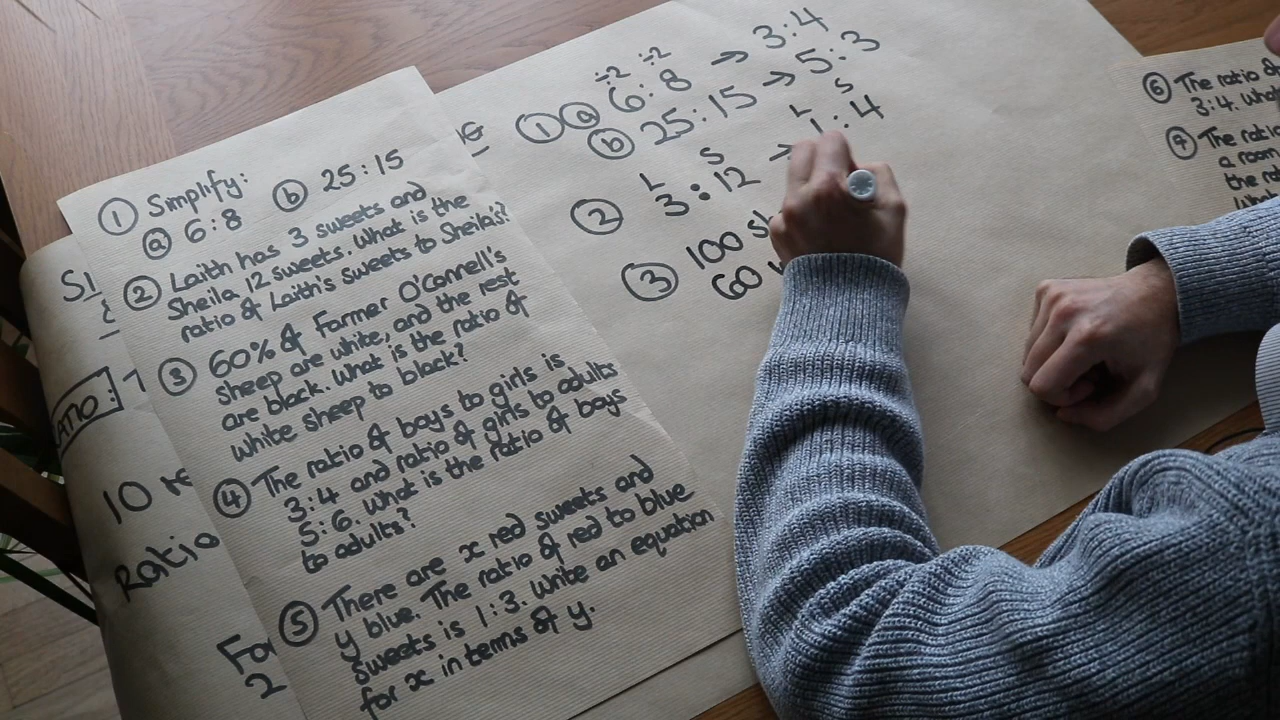 ① Simplify:
ⓐ 6:8 ⓑ 25:15
② Laith has 3 sweets and
Sheila 12 sweets. What is the
ratio of Laith's sweets to Sheila's?
③ 60% of Farmer O'Connell's
sheep are white, and the rest
are black. What is the ratio of
white sheep to black?
④ The ratio of boys to girls is
3:4 and ratio of girls to adults
5:6. What is the ratio of boys
to adults?
⑤ There are x red sweets and
y blue. The ratio of red to blue
sweets is 1:3. Write an equation
for x in terms of y.
10
Ratio
2
÷2 ÷2
① ⓐ 6:8 → 3:4
ⓑ 25:15 → 5:3
L S L S
② 3:12 → 1:4
③ 100
60
⑥ The ratio of
3:4.
⑦ The
a room
the